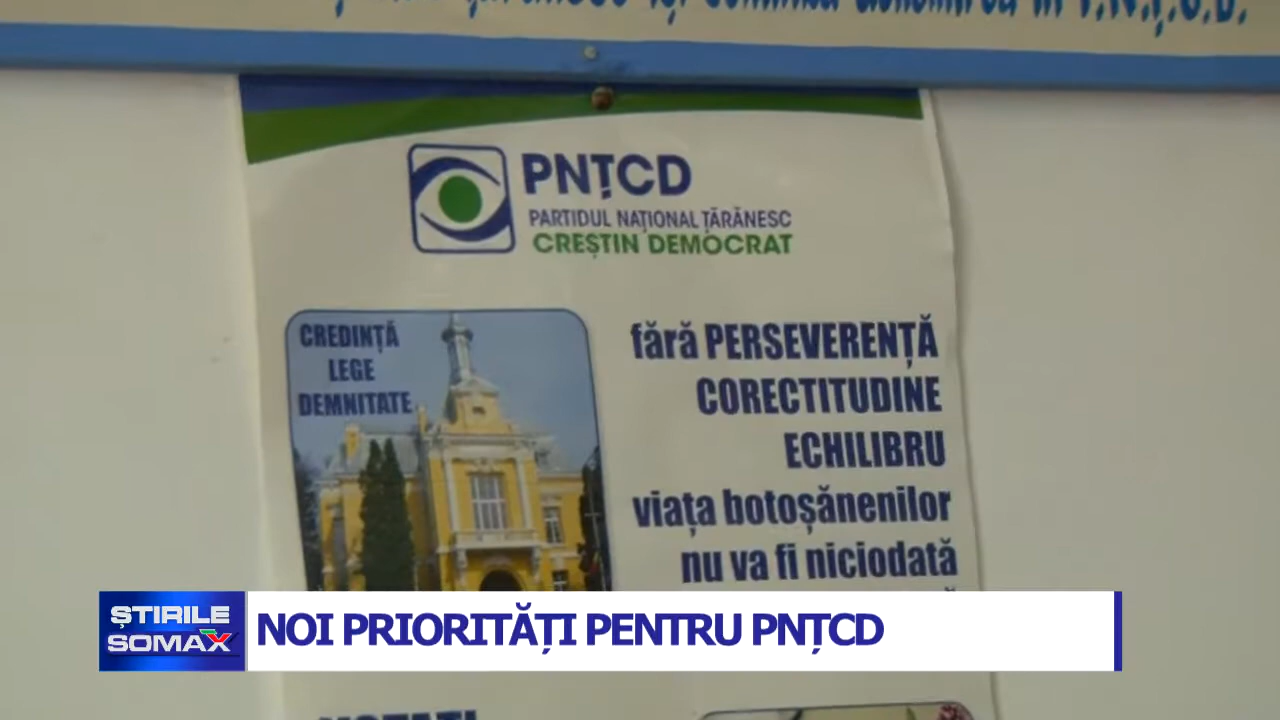 P.N.Ț.C.D.
PNȚCD
PARTIDUL NAȚIONAL ȚĂRĂNESC
CREȘTIN DEMOCRAT
CREDINȚĂ
LEGE
DEMNITATE
fără PERSEVERENȚĂ
CORECTITUDINE
ECHILIBRU
viața botoșănenilor
nu va fi niciodată
ȘTIRILE
SOMAX
NOI PRIORITĂȚI PENTRU PNȚCD